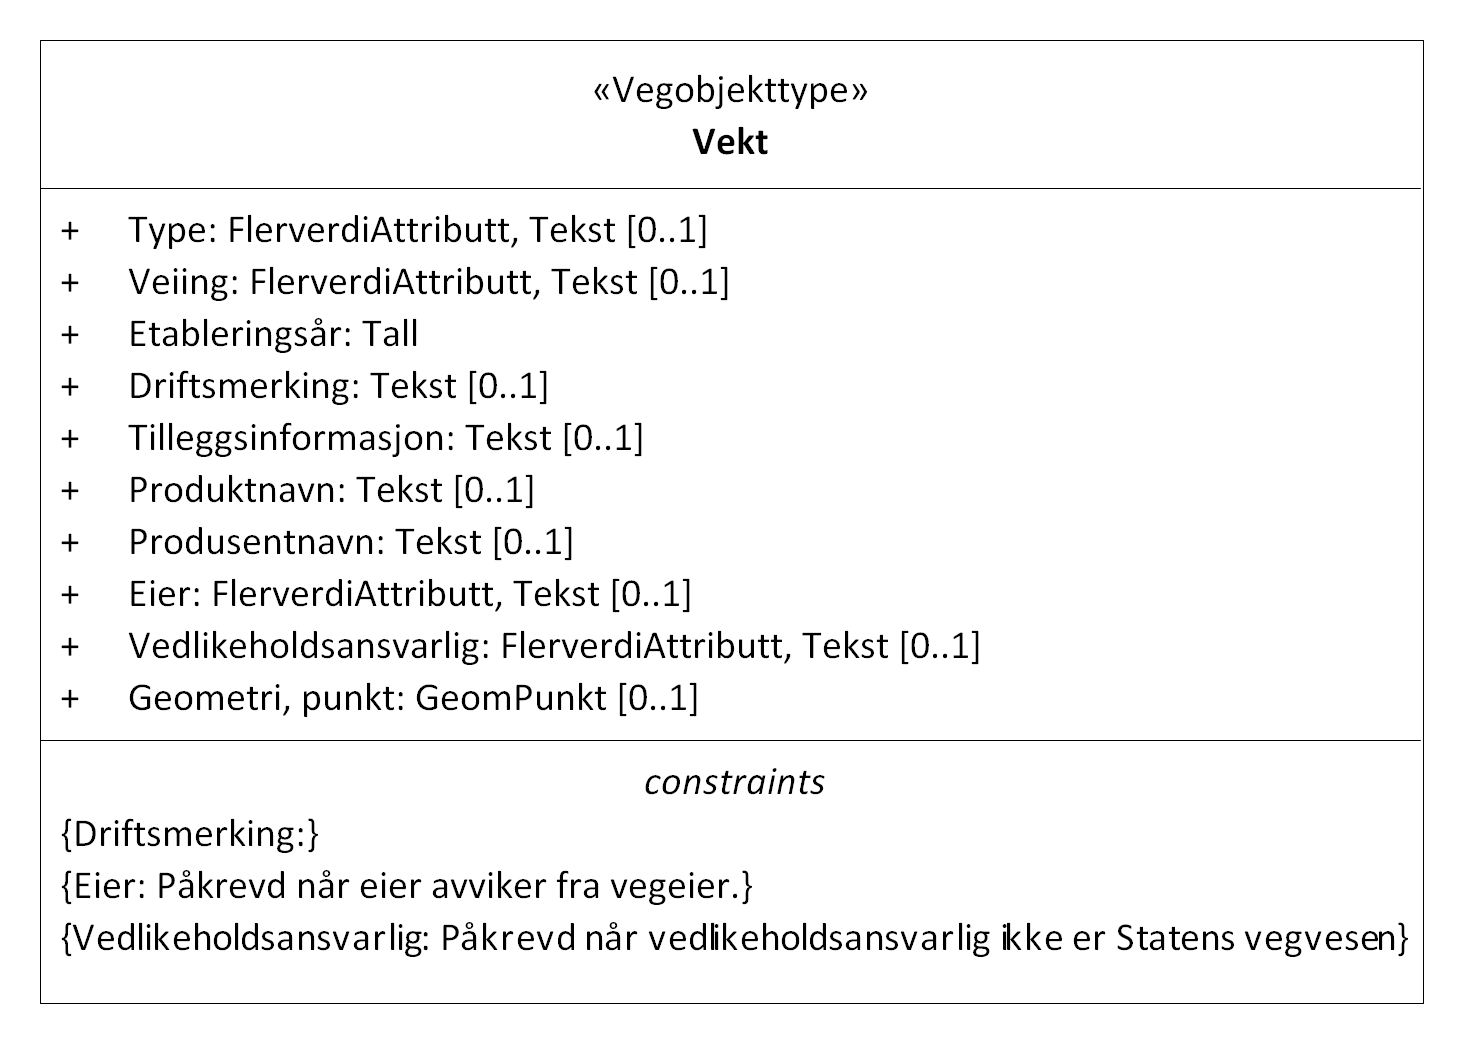 «Vegobjekttype»
Vekt
+ Type: FlerverdiAttributt, Tekst [0..1]
+ Veiing: FlerverdiAttributt, Tekst [0..1]
+ Etableringsår: Tall
+ Driftsmerking: Tekst [0..1]
+ Tilleggsinformasjon: Tekst [0..1]
+ Produktnavn: Tekst [0..1]
+ Produsentnavn: Tekst [0..1]
+ Eier: FlerverdiAttributt, Tekst [0..1]
+ Vedlikeholdsansvarlig: FlerverdiAttributt, Tekst [0..1]
+ Geometri, punkt: GeomPunkt [0..1]
constraints
{Driftsmerking:}
{Eier: Påkrevd når eier avviker fra vegeier.}
{Vedlikeholdsansvarlig: Påkrevd når vedlikeholdsansvarlig ikke er Statens vegvesen}